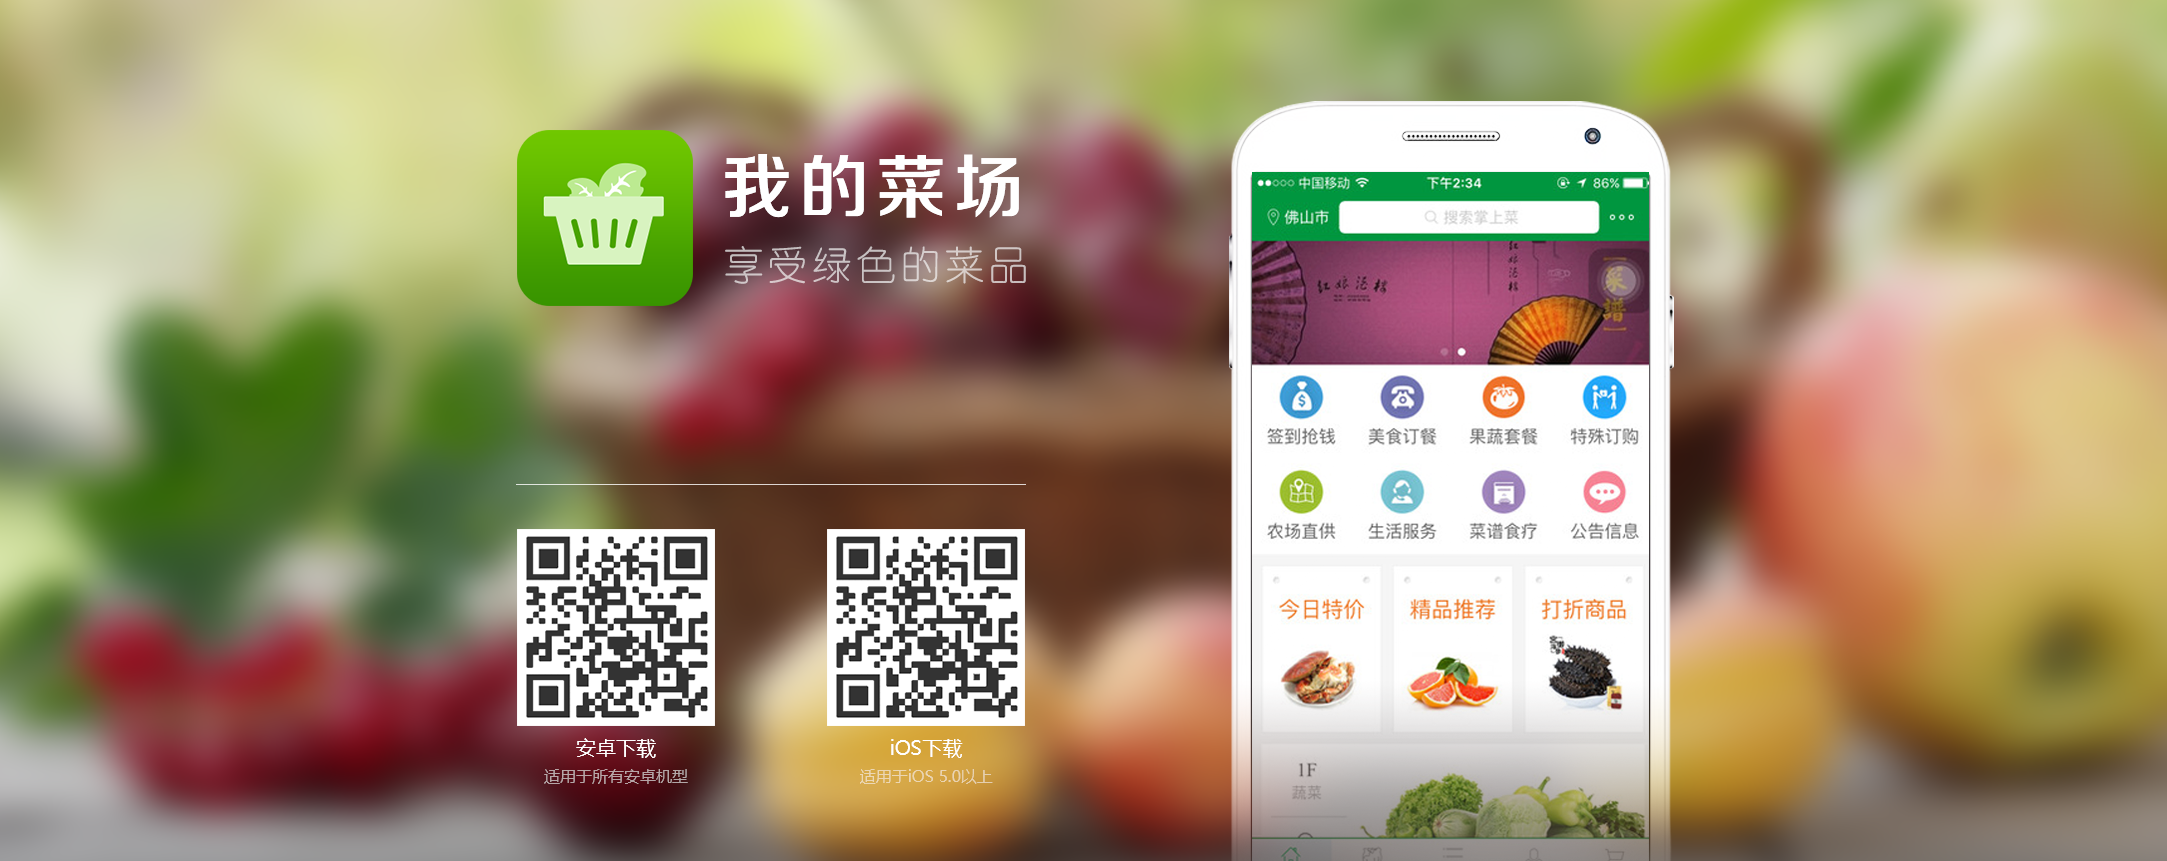 我的菜场
享受绿色的菜品
安卓下载
适用于所有安卓机型
iOS下载
适用于iOS 5.0以上
中国移动 下午2:34 86%
佛山市 搜索掌上菜
家谱
签到抢钱 美食订餐 果蔬套餐 特殊订购
农场直供 生活服务 菜谱食疗 公告信息
今日特价 精品推荐 打折商品
1F
蔬菜